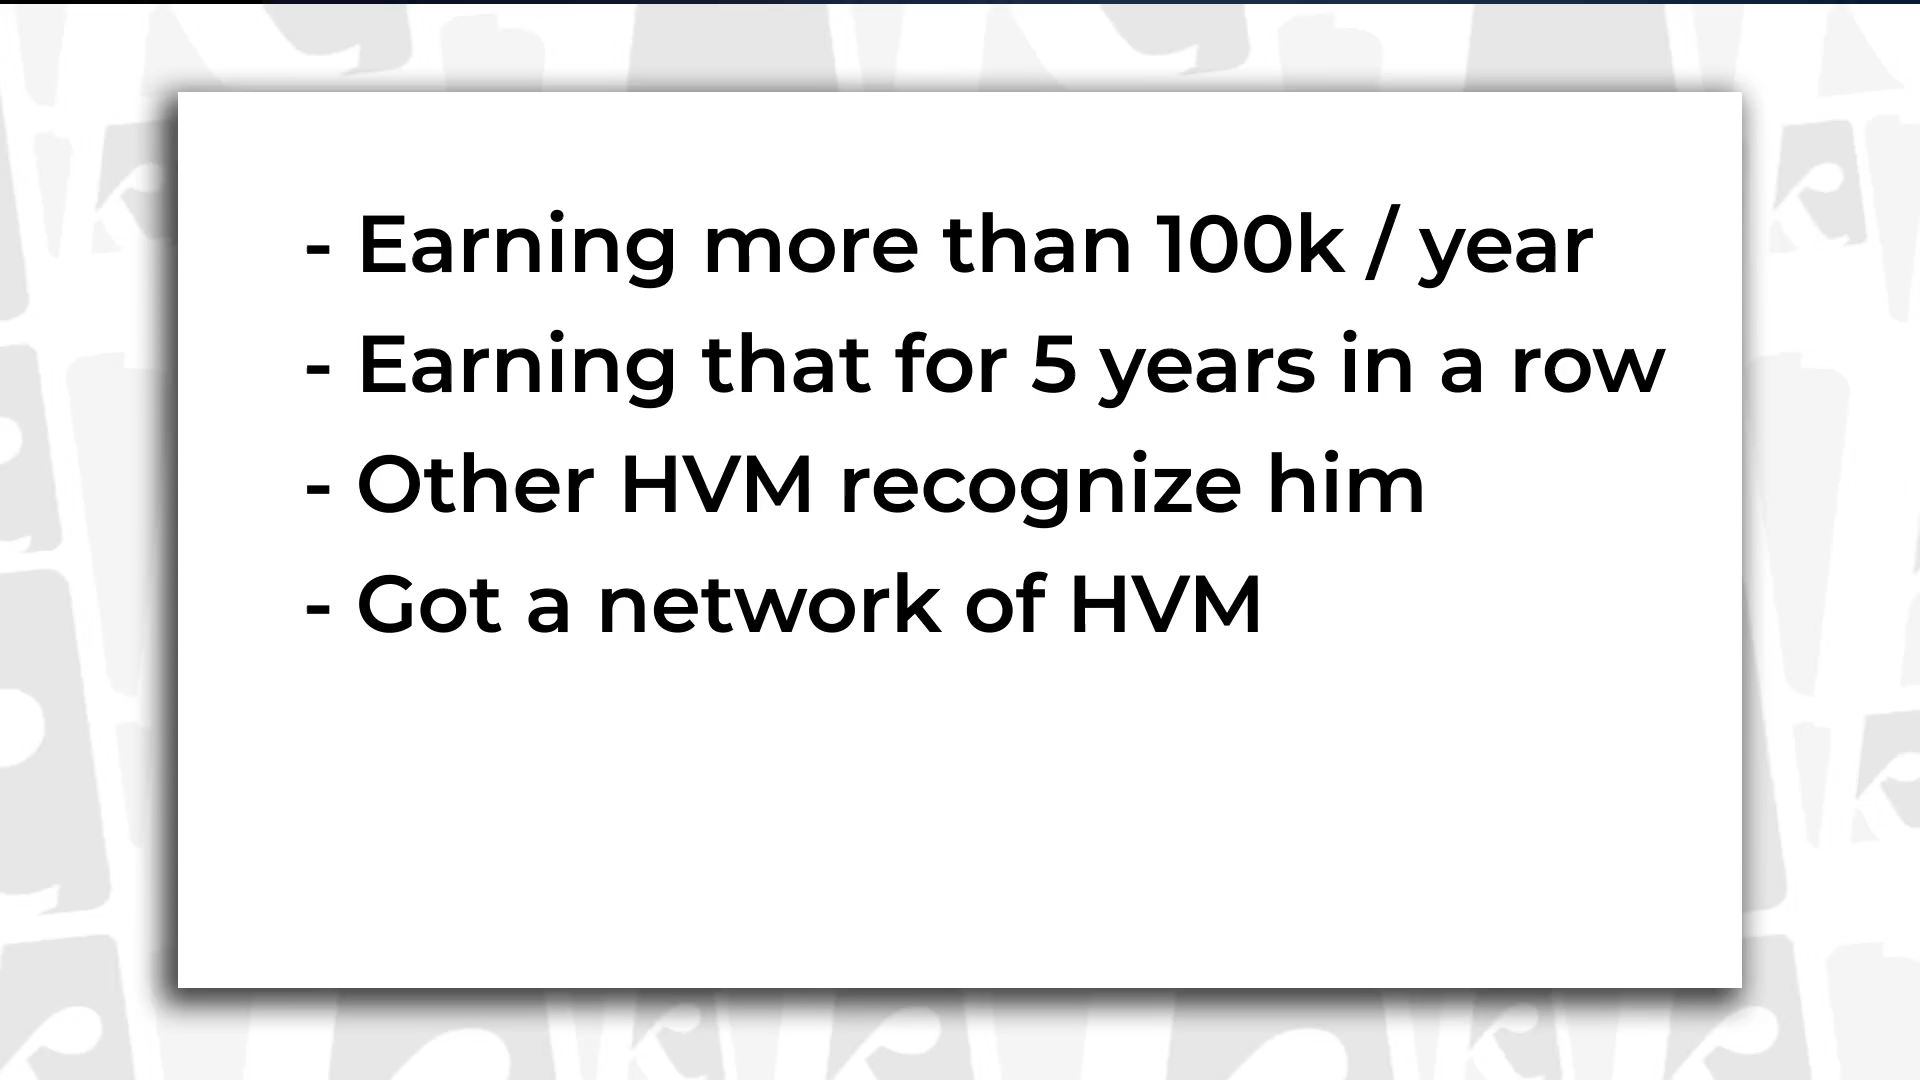 - Earning more than 100k / year
- Earning that for 5 years in a row
- Other HVM recognize him
- Got a network of HVM